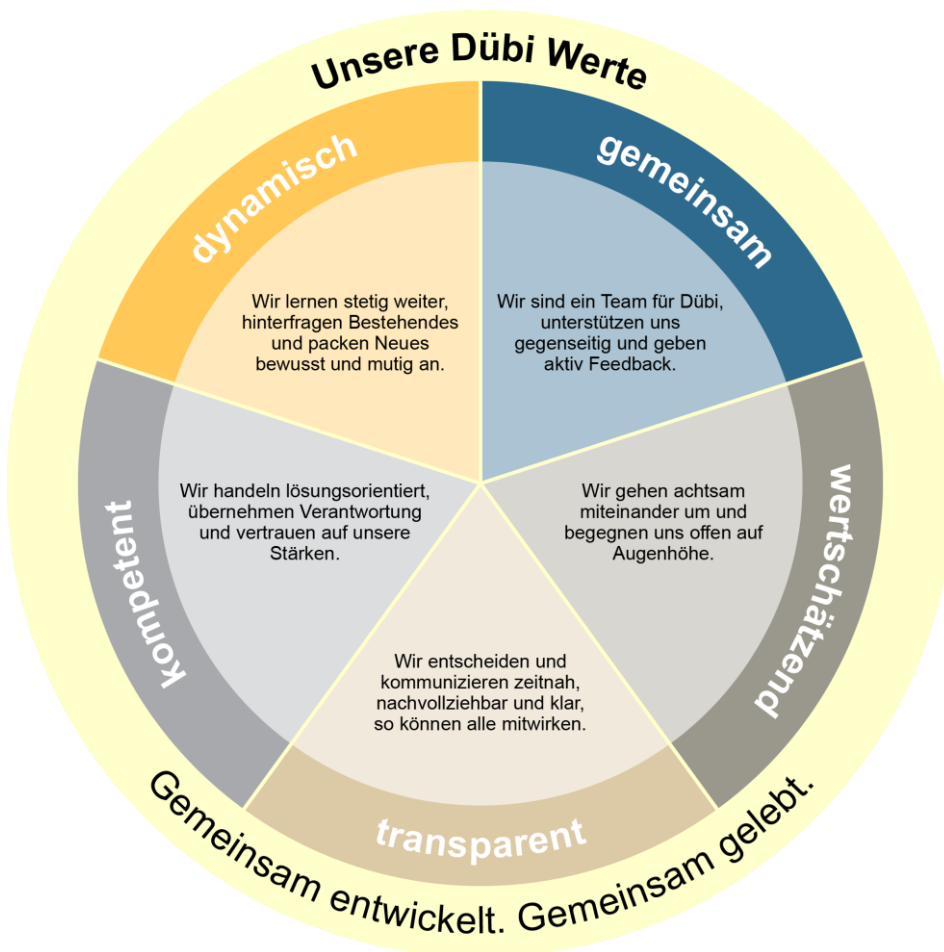 Unsere Dübi Werte
dynamisch
Wir lernen stetig weiter,
hinterfragen Bestehendes
und packen Neues
bewusst und mutig an.
gemeinsam
Wir sind ein Team für Dübi,
unterstützen uns
gegenseitig und geben
aktiv Feedback.
kompetent
Wir handeln lösungsorientiert,
übernehmen Verantwortung
und vertrauen auf unsere
Stärken.
wertschätzend
Wir gehen achtsam
miteinander um und
begegnen uns offen auf
Augenhöhe.
Wir entscheiden und
kommunizieren zeitnah,
nachvollziehbar und klar,
so können alle mitwirken.
transparent
Gemeinsam entwickelt. Gemeinsam gelebt.